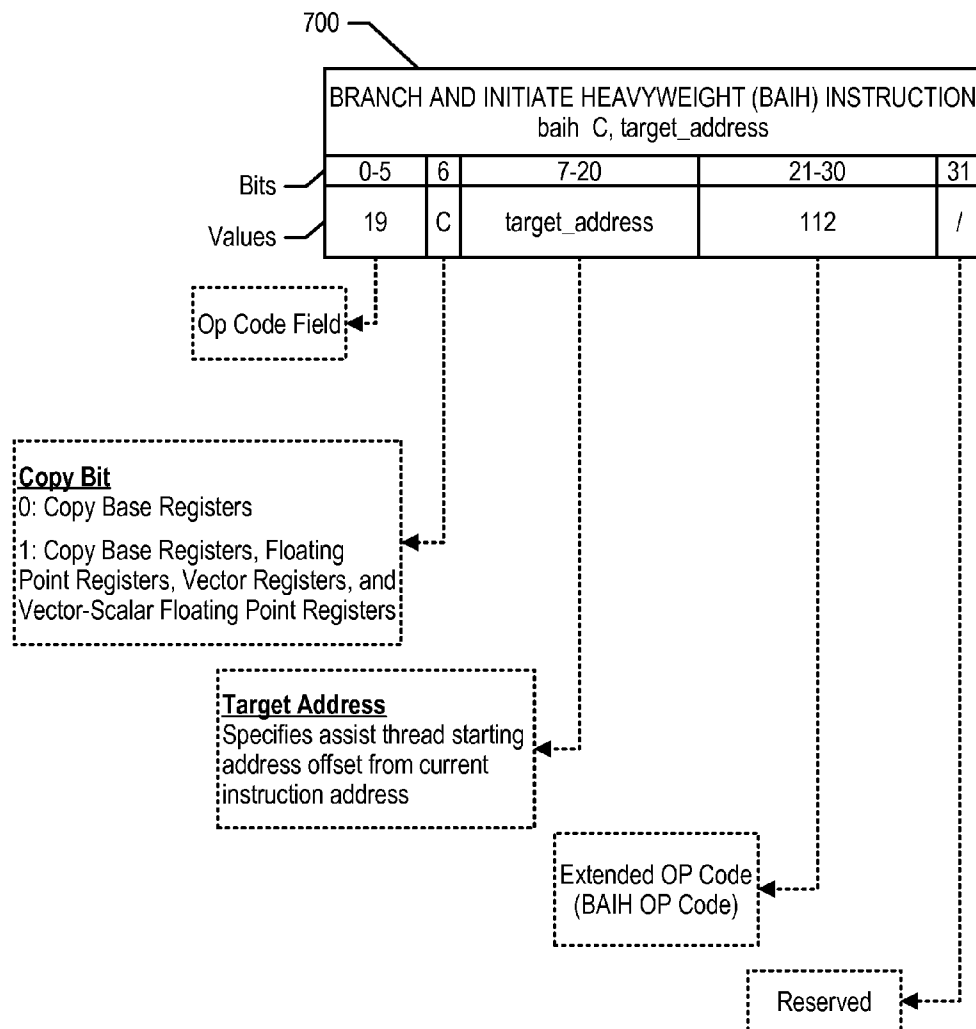 700
BRANCH AND INITIATE HEAVYWEIGHT (BAIH) INSTRUCTION
baih C, target_address
Bits
0-5 6 7-20 21-30 31
Values
19 C target_address 112 /
Op Code Field
Copy Bit
0: Copy Base Registers
1: Copy Base Registers, Floating
Point Registers, Vector Registers, and
Vector-Scalar Floating Point Registers
Target Address
Specifies assist thread starting
address offset from current
instruction address
Extended OP Code
(BAIH OP Code)
Reserved